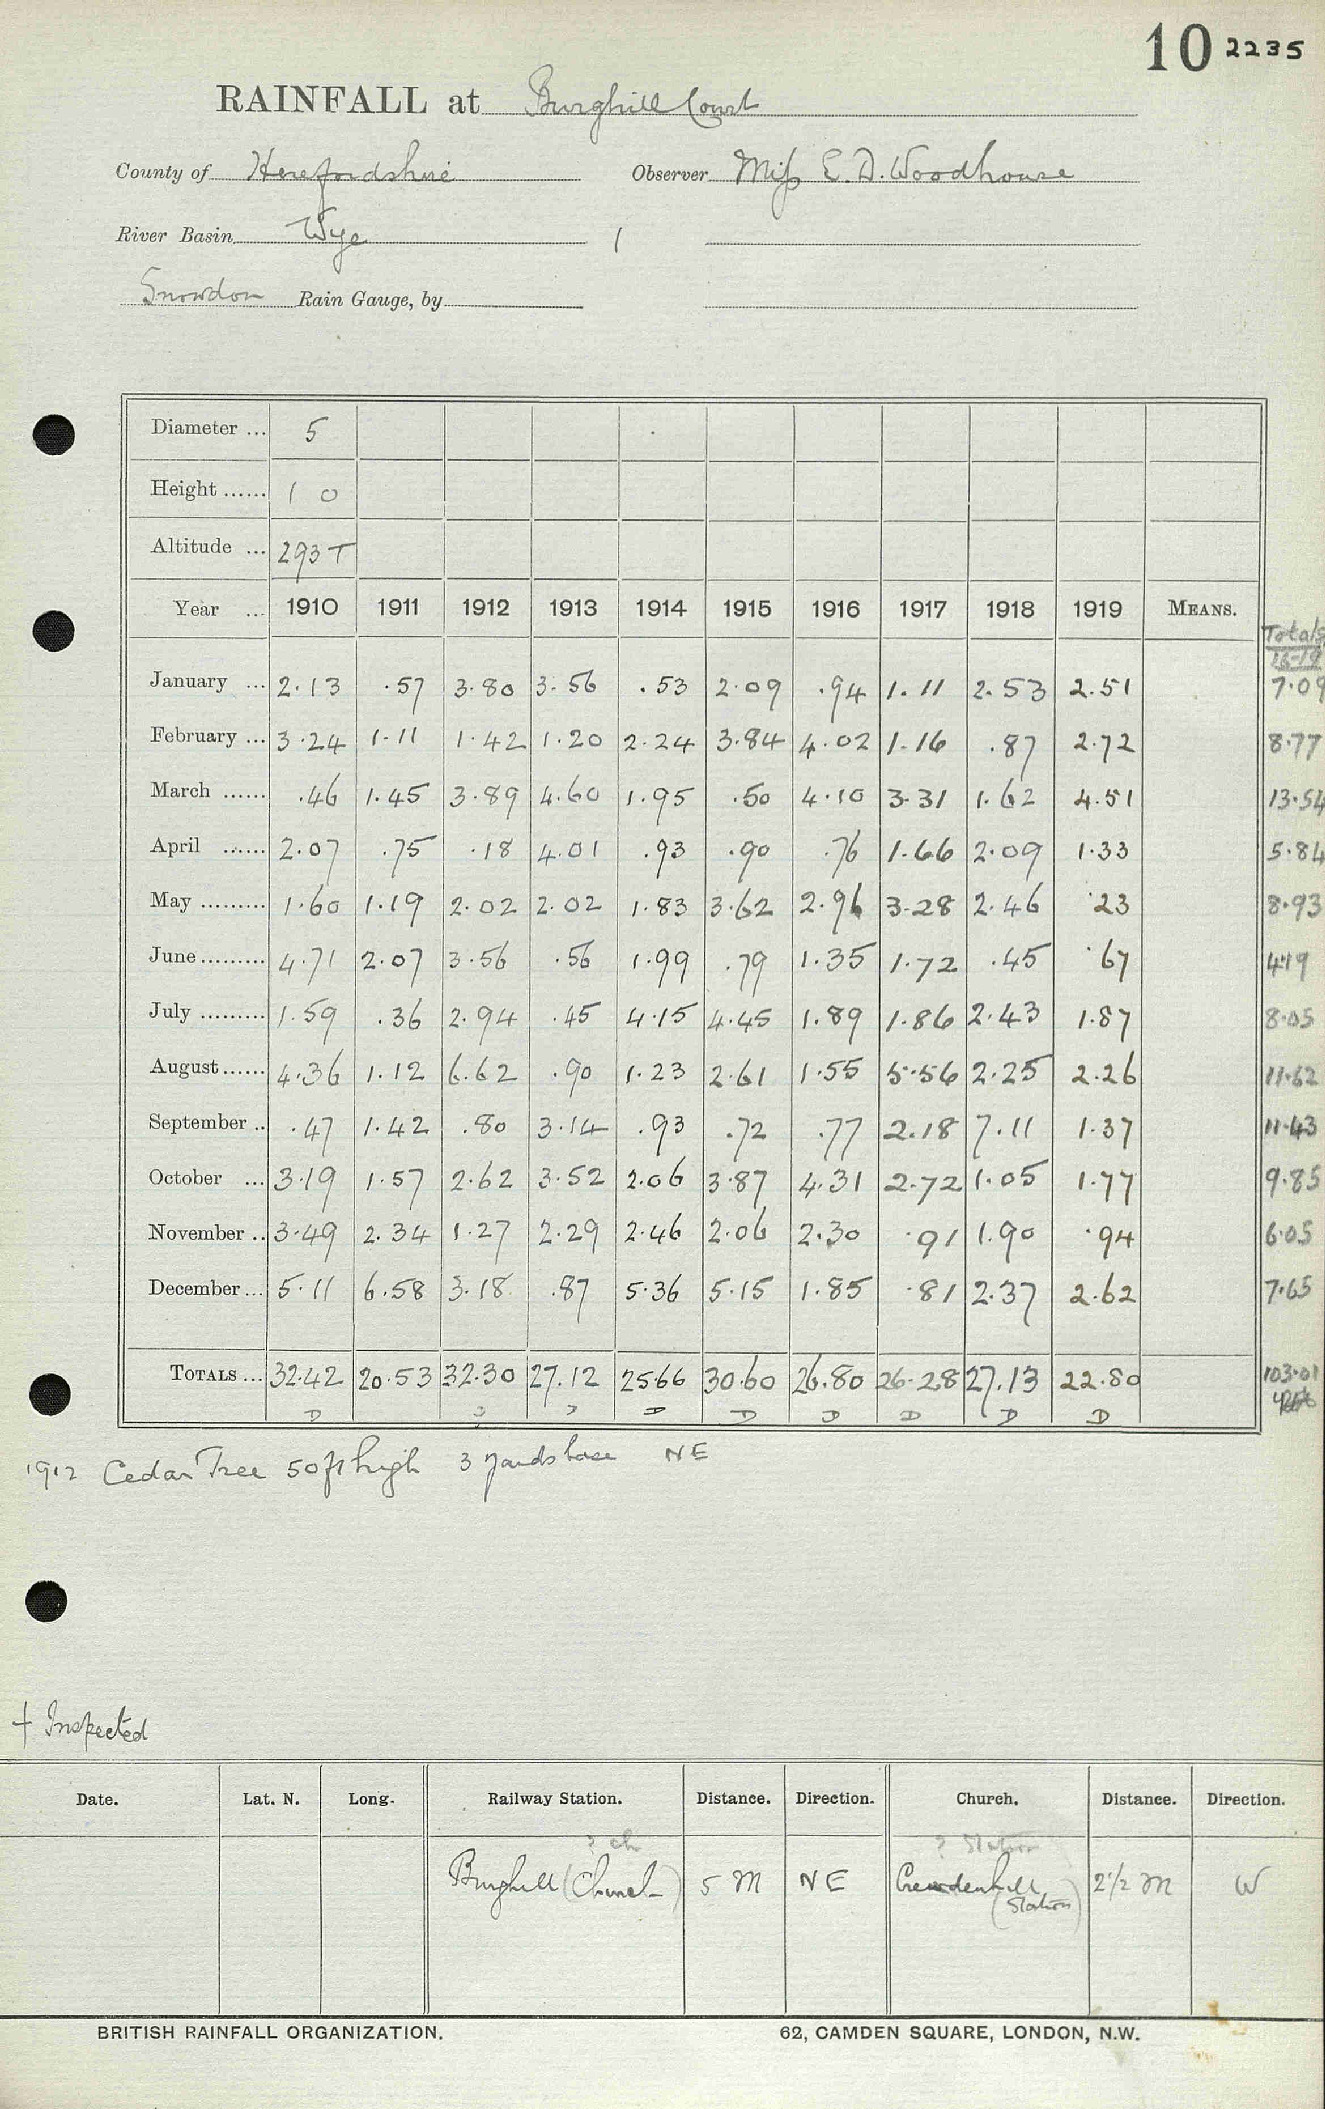 10 2235
RAINFALL at Burghill Court
County of Herefordshire Observer Miss E. D. Woodhouse
River Basin Wye 1
Snowdon Rain Gauge, by
Diameter ... 5
Height ...... 1 0
Altitude ... 293 T
Year ... 1910 1911 1912 1913 1914 1915 1916 1917 1918 1919 MEANS. Totals
16-19
January ... 2.13 .57 3.80 3.56 .53 2.09 .94 1.11 2.53 2.51 7.09
February ... 3.24 1.11 1.42 1.20 2.24 3.84 4.02 1.16 .87 2.72 8.77
March ...... .46 1.45 3.89 4.60 1.95 .50 4.10 3.31 1.62 4.51 13.54
April ...... 2.07 .75 .18 4.01 .93 .90 .76 1.66 2.09 1.33 5.84
May ......... 1.60 1.19 2.02 2.02 1.83 3.62 2.96 3.28 2.46 .23 8.93
June ......... 4.71 2.07 3.56 .56 1.99 .79 1.35 1.72 .45 .67 4.19
July ......... 1.59 .36 2.94 .45 4.15 4.45 1.89 1.86 2.43 1.87 8.05
August ...... 4.36 1.12 6.62 .90 1.23 2.61 1.55 5.56 2.25 2.26 11.62
September .. .47 1.42 .80 3.14 .93 .72 .77 2.18 7.11 1.37 11.43
October ... 3.19 1.57 2.62 3.52 2.06 3.87 4.31 2.72 1.05 1.77 9.85
November .. 3.49 2.34 1.27 2.29 2.46 2.06 2.30 .91 1.90 .94 6.05
December ... 5.11 6.58 3.18 .87 5.36 5.15 1.85 .81 2.37 2.62 7.65
TOTALS ... 32.42 20.53 32.30 27.12 25.66 30.60 26.80 26.28 27.13 22.80 103.01
D D D D D D D D D
1912 Cedar Tree 50ft high 3 yards base NE
† Inspected
Date. Lat. N. Long. Railway Station. Distance. Direction. Church. Distance. Direction.
? ch ? Station
Burghill (Church) 5 M NE Credenhill 2½ M W
(Station)
BRITISH RAINFALL ORGANIZATION. 62, CAMDEN SQUARE, LONDON, N.W.